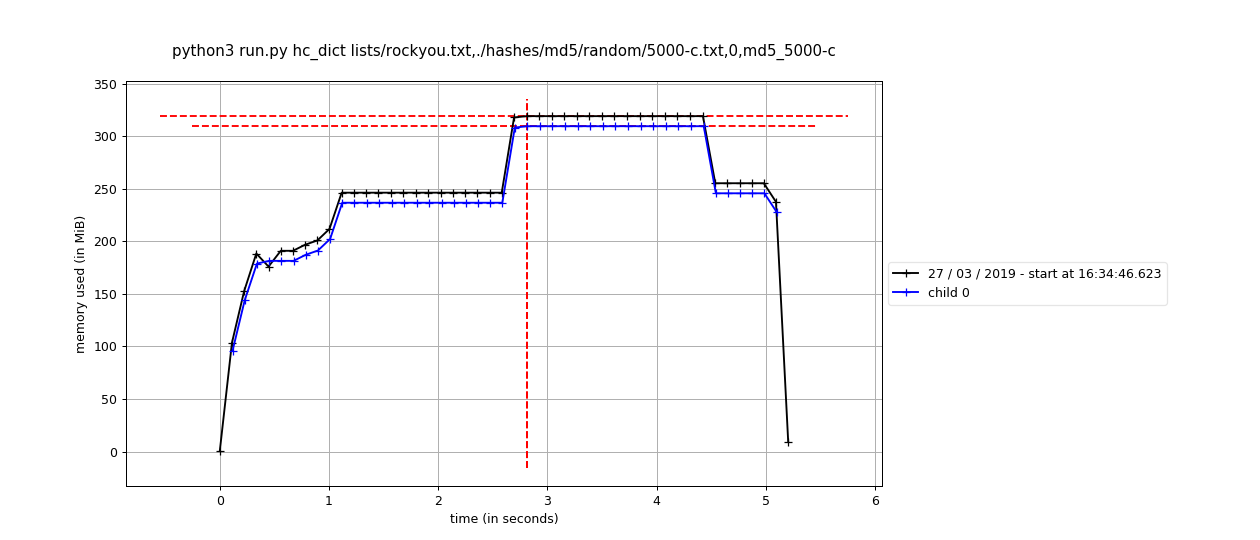 python3 run.py hc_dict lists/rockyou.txt,./hashes/md5/random/5000-c.txt,0,md5_5000-c
350
300
250
200
150
100
50
0
memory used (in MiB)
0 1 2 3 4 5 6
time (in seconds)
27 / 03 / 2019 - start at 16:34:46.623
child 0